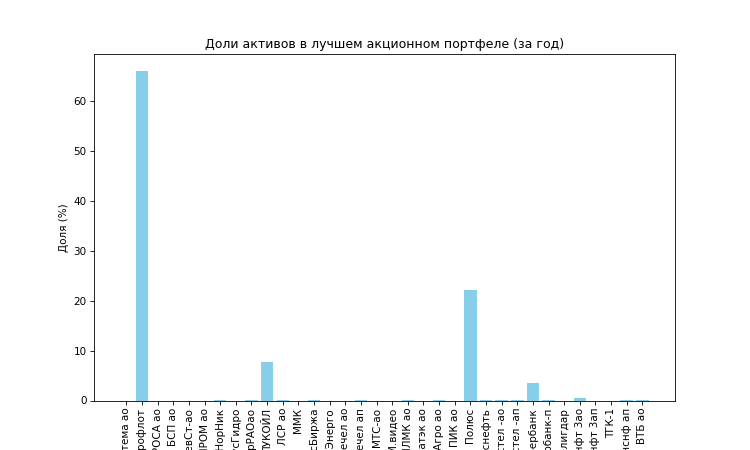 Доли активов в лучшем акционном портфеле (за год)
Доля (%)
60
50
40
30
20
10
0
тема ао
рофлот
РОСА ао
БСП ао
евСт-ао
ПРОМ ао
НорНик
сГидро
рРАОао
ЛУКОЙЛ
ЛСР ао
ММК
сБиржа
Энерго
ечел ао
ечел ап
МТС-ао
М.видео
ЛМК ао
атэк ао
Агро ао
ПИК ао
Полюс
снефть
стел -ао
стел -ап
ербанк
рбанк-п
лигдар
нфт 3ао
нфт 3ап
ТГК-1
нснф ап
ВТБ ао